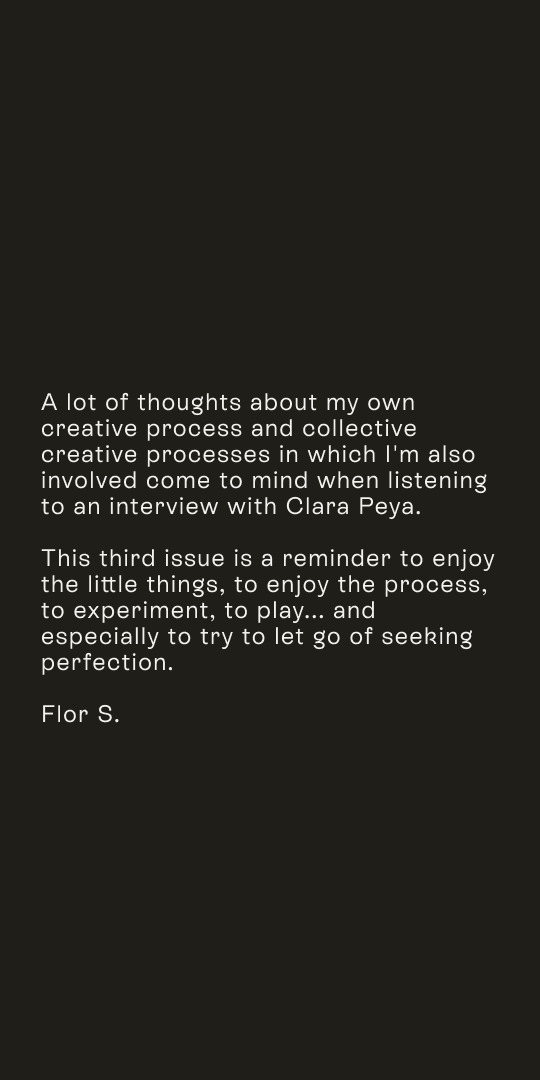 A lot of thoughts about my own
creative process and collective
creative processes in which I'm also
involved come to mind when listening
to an interview with Clara Peya.
This third issue is a reminder to enjoy
the little things, to enjoy the process,
to experiment, to play... and
especially to try to let go of seeking
perfection.
Flor S.